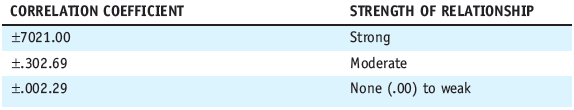 CORRELATION COEFFICIENT STRENGTH OF RELATIONSHIP
±7021.00 Strong
±.302.69 Moderate
±.002.29 None (.00) to weak